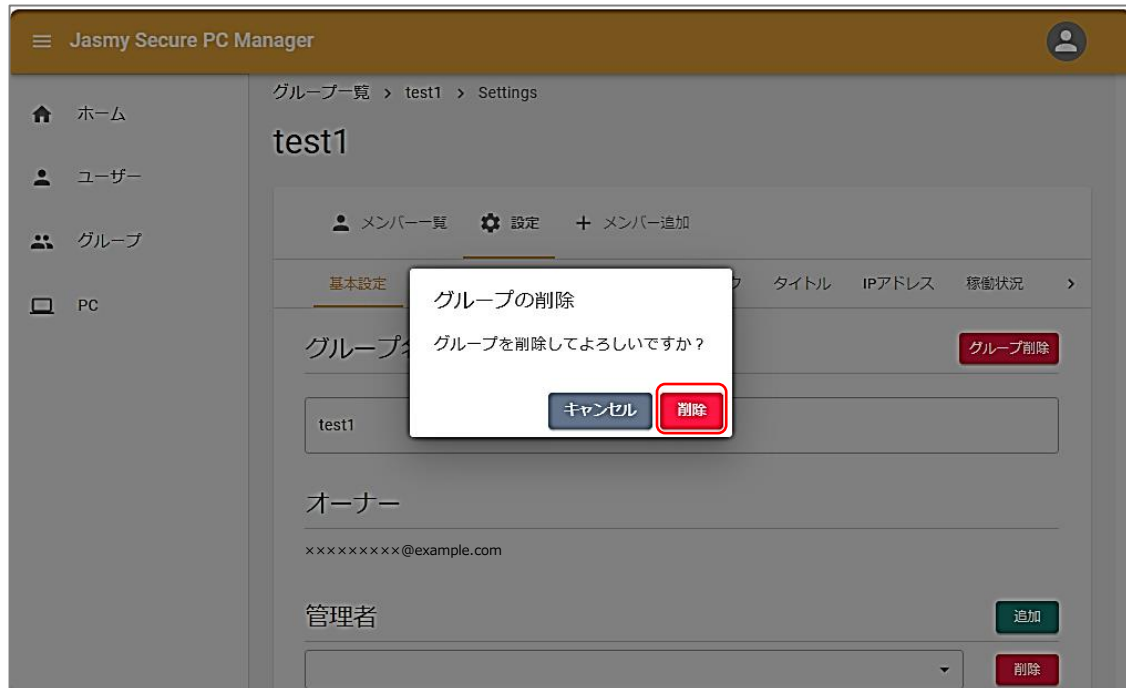 Jasmy Secure PC Manager
ホーム
ユーザー
グループ
PC
グループ一覧 > test1 > Settings
test1
メンバー一覧 設定 + メンバー追加
基本設定 タイトル IPアドレス 稼働状況 >
グループの削除
グループを削除してよろしいですか？
キャンセル 削除
グループ名 グループ削除
test1
オーナー
×××××××××@example.com
管理者 追加
削除